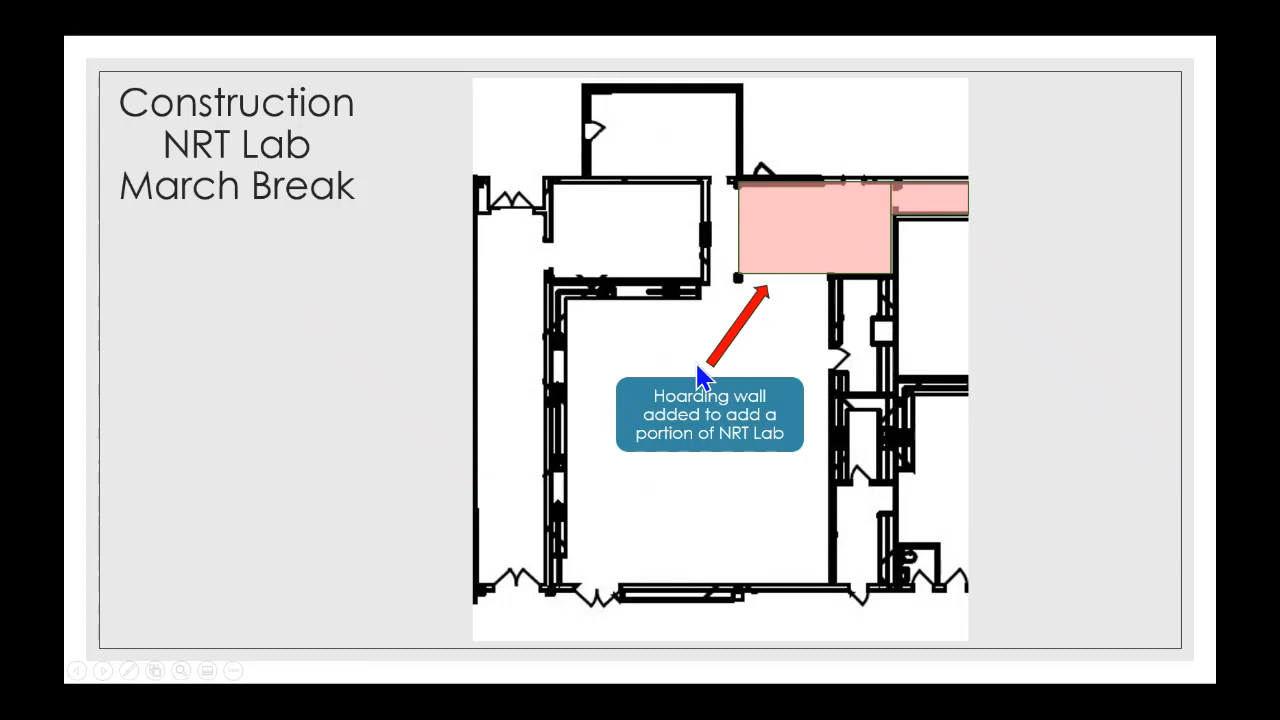 Construction
NRT Lab
March Break
Hoarding wall
added to add a
portion of NRT Lab